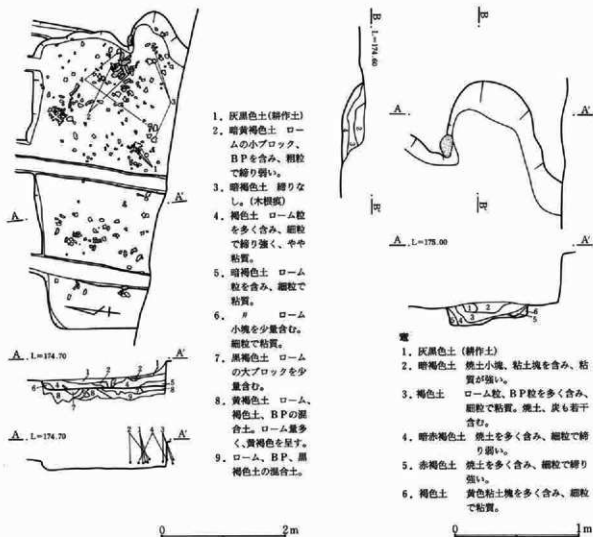 1．灰黒色土(耕作土)
2．暗黄褐色土　ロー
ムの小ブロック、
BPを含み、粗粒
で締り弱い。
3．暗褐色土　締りな
し。(木根痕)
4．褐色土　ローム粒
を多く含み、細粒
で締り強く、やや
粘質。
5．暗褐色土　ローム
粒を含み、細粒で
粘質。
6．　〃　　ローム
小塊を少量含む。
細粒で粘質。
7．黒褐色土　ローム
の大ブロックを少
量含む。
8．黄褐色土　ローム、
褐色土、BPの混
合土。ローム量多
く、黄褐色を呈す。
9．ローム、BP、黒
褐色土の混合土。
A
A'
A　L=174.70
A'
A　L=174.70
A'
0　2m
B
B
L=174.60
B'
B'
A
A'
A　L=175.00
A'
竃
1．灰黒色土（耕作土）
2．暗褐色土　焼土小塊、粘土塊を含み、粘
質が強い。
3．褐色土　ローム粒、BP粒を多く含み、
細粒で粘質。焼土、炭も若干
含む。
4．暗赤褐色土　焼土を多く含み、細粒で締
り弱い。
5．赤褐色土　焼土を多く含み、細粒で締り
強い。
6．褐色土　黄色粘土塊を多く含み、細粒
で粘質。
0　1m